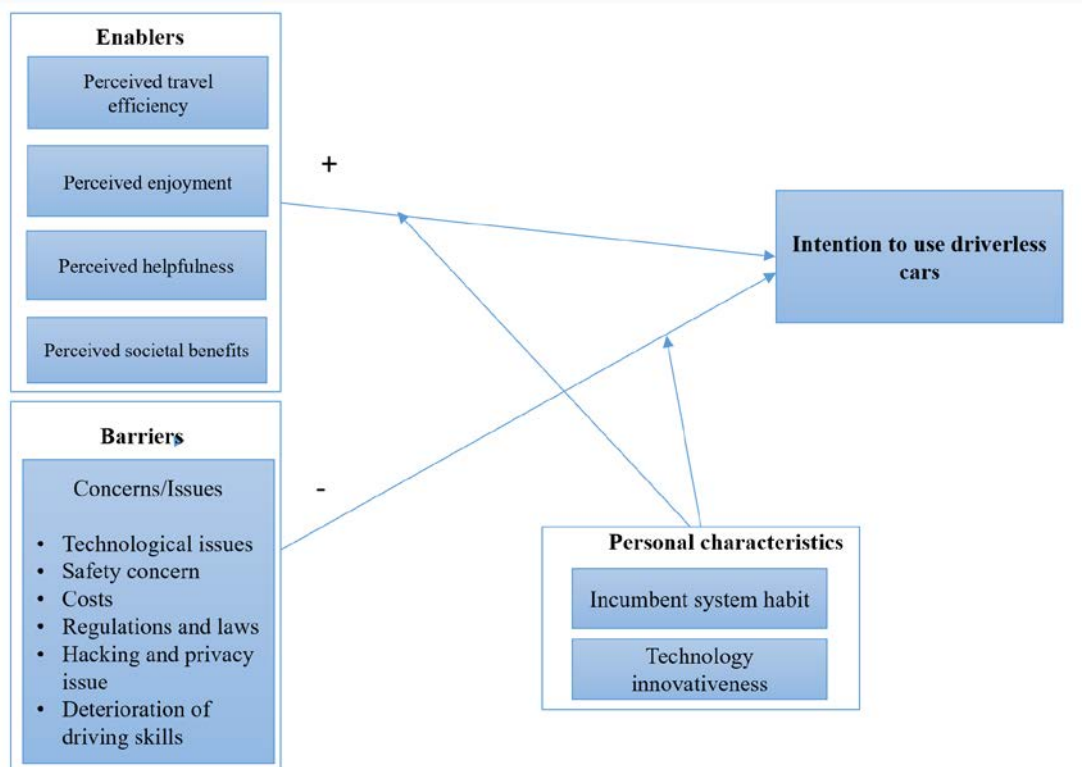 Enablers
Perceived travel
efficiency
Perceived enjoyment
Perceived helpfulness
Perceived societal benefits
+
Intention to use driverless
cars
Barriers
Concerns/Issues
• Technological issues
• Safety concern
• Costs
• Regulations and laws
• Hacking and privacy
issue
• Deterioration of
driving skills
-
Personal characteristics
Incumbent system habit
Technology
innovativeness